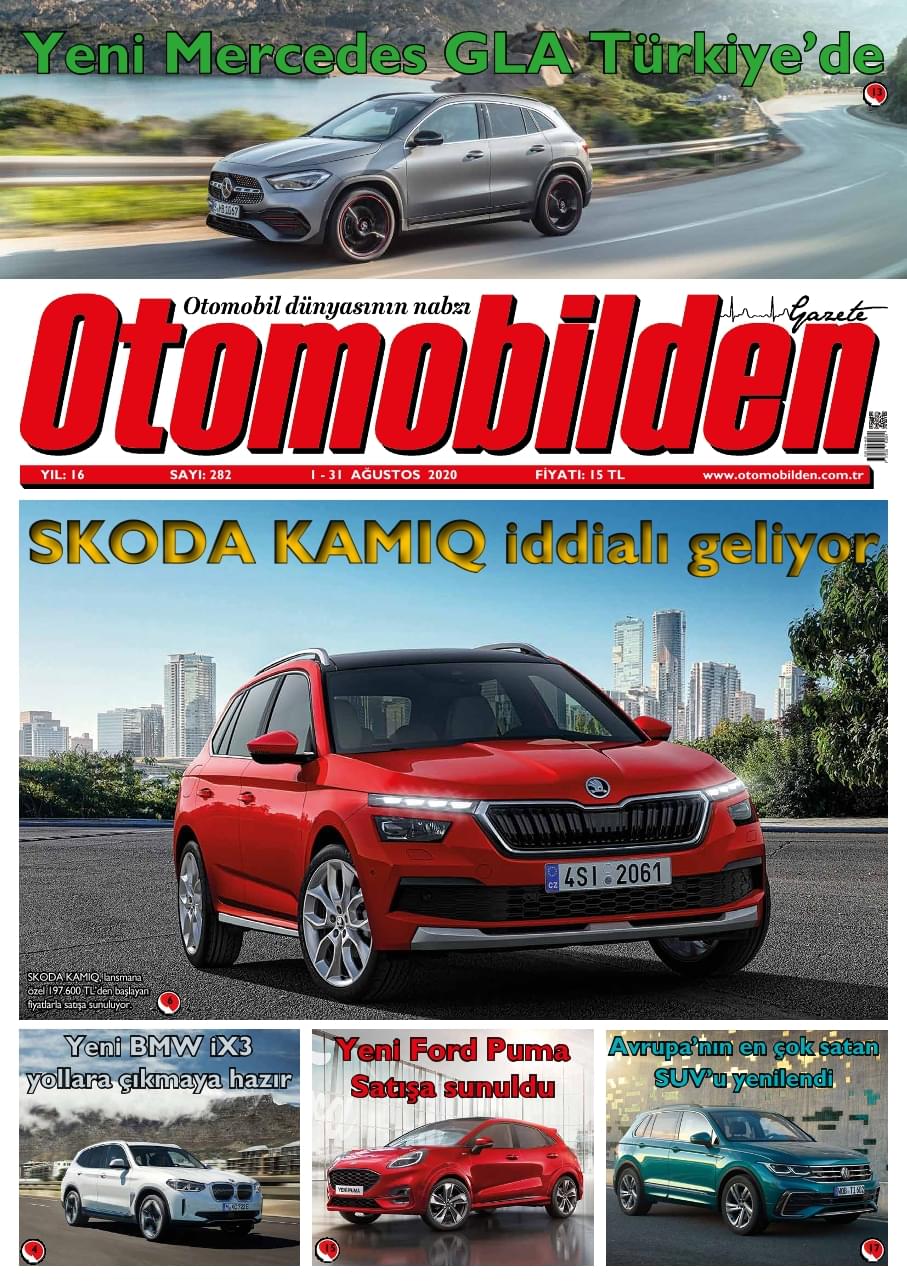 Yeni Mercedes GLA Türkiye'de
13
Otomobil dünyasının nabzı
Gazete
Otomobilden
YIL: 16 SAYI: 282 1 - 31 AĞUSTOS 2020 FİYATI: 15 TL www.otomobilden.com.tr
SKODA KAMIQ iddialı geliyor
CZ 4SI 2061
SKODA KAMIQ, lansmana
özel 197.600 TL'den başlayan
fiyatlarla satışa sunuluyor.
6
Yeni BMW iX3
yollara çıkmaya hazır
4
Yeni Ford Puma
Satışa sunuldu
YENİ PUMA
15
Avrupa'nın en çok satan
SUV'u yenilendi
17